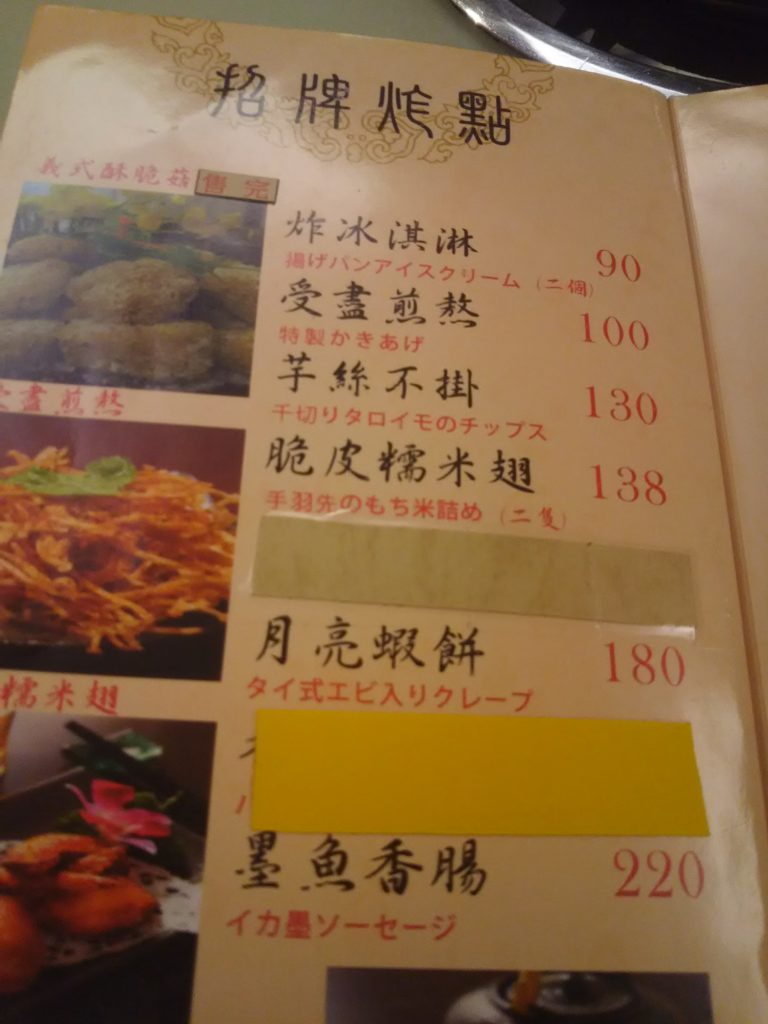 招牌炸點
義式酥脆菇 售完
炸冰淇淋 90
揚げパンアイスクリーム (二個)
受盡煎熬 100
特製かきあげ
芋絲不掛 130
千切りタロイモのチップス
脆皮糯米翅 138
手羽先のもち米詰め (二隻)
月亮蝦餅 180
タイ式エビ入りクレープ
墨魚香腸 220
イカ墨ソーセージ
盡煎熬
糯米翅